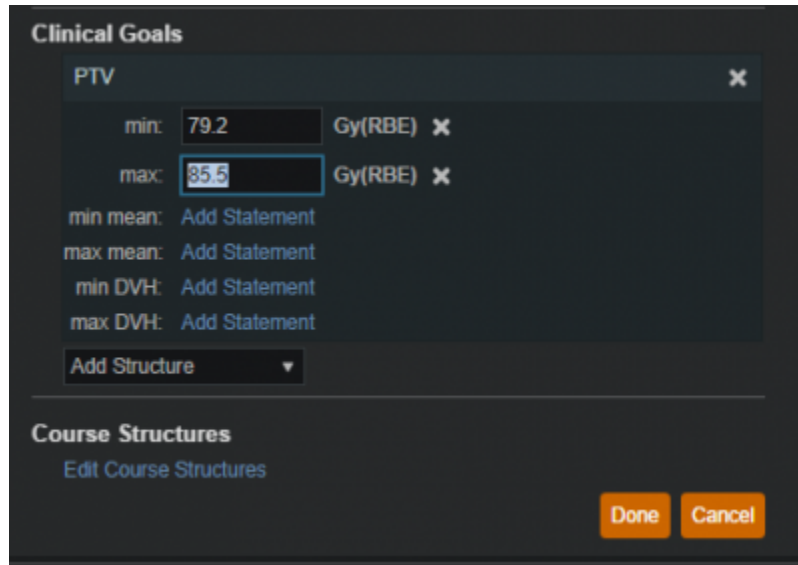 Clinical Goals
PTV
min: 79.2 Gy(RBE)
max: 85.5 Gy(RBE)
min mean: Add Statement
max mean: Add Statement
min DVH: Add Statement
max DVH: Add Statement
Add Structure
Course Structures
Edit Course Structures
Done Cancel